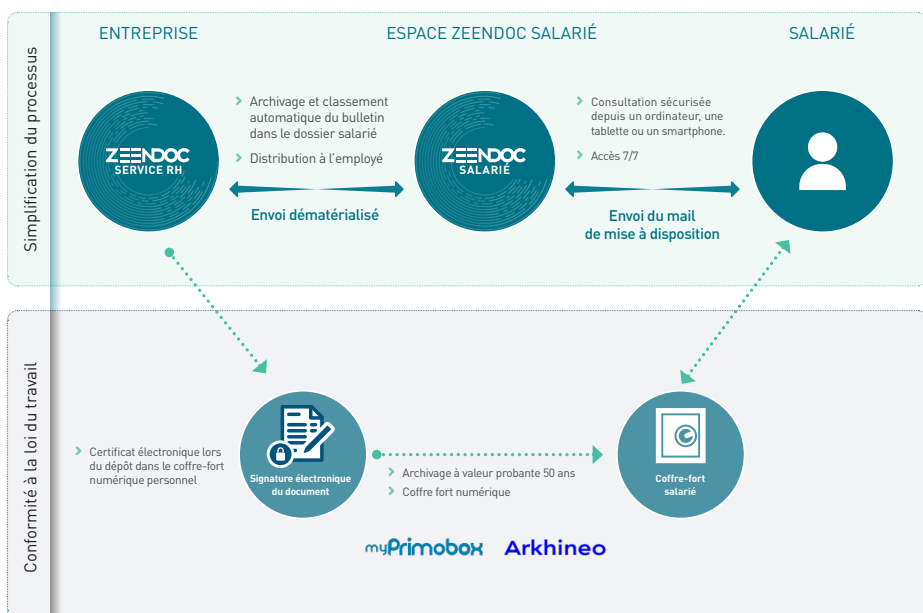 Simplification du processus
ENTREPRISE
ESPACE ZEENDOC SALARIÉ
SALARIÉ
ZEENDOC
SERVICE RH
Archivage et classement
automatique du bulletin
dans le dossier salarié
Distribution à l'employé
Envoi dématérialisé
ZEENDOC
SALARIÉ
Consultation sécurisée
depuis un ordinateur, une
tablette ou un smartphone.
Accès 7/7
Envoi du mail
de mise à disposition
Conformité à la loi du travail
Certificat électronique lors
du dépôt dans le coffre-fort
numérique personnel
Signature électronique
du document
Archivage à valeur probante 50 ans
Coffre fort numérique
Coffre-fort
salarié
myPrimobox
Arkhineo